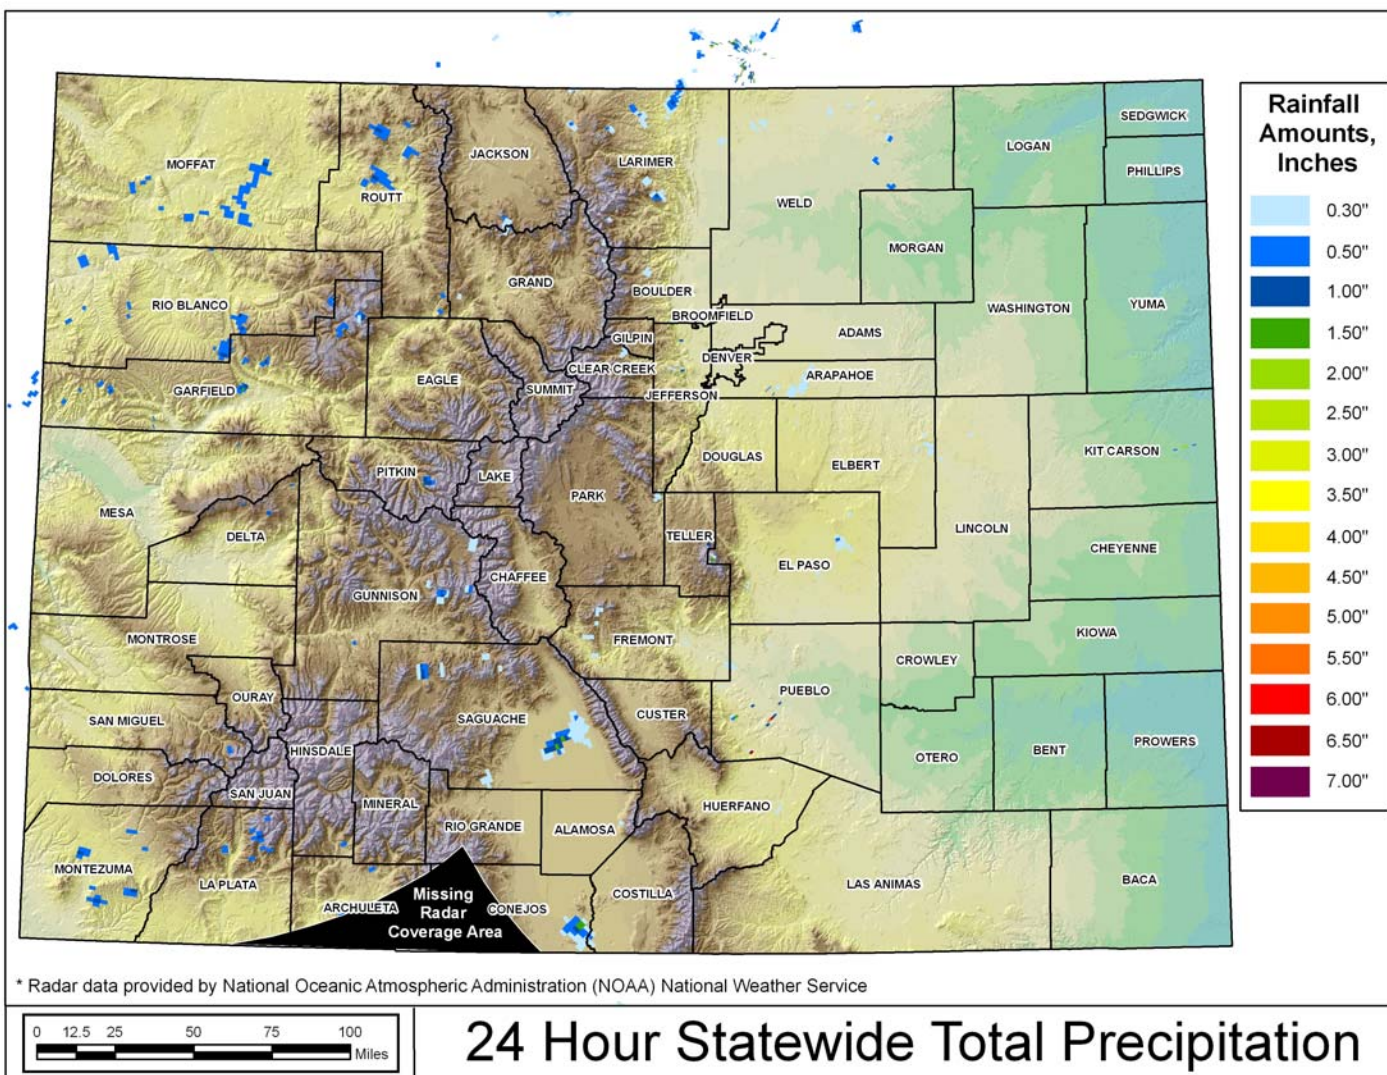 Rainfall
Amounts,
Inches
0.30"
0.50"
1.00"
1.50"
2.00"
2.50"
3.00"
3.50"
4.00"
4.50"
5.00"
5.50"
6.00"
6.50"
7.00"
SEDGWICK
LOGAN
JACKSON
LARIMER
MOFFAT
PHILLIPS
ROUTT
WELD
MORGAN
GRAND
BOULDER
RIO BLANCO
YUMA
WASHINGTON
BROOMFIELD
ADAMS
GILPIN
DENVER
CLEAR CREEK
ARAPAHOE
EAGLE
SUMMIT
GARFIELD
JEFFERSON
KIT CARSON
DOUGLAS
ELBERT
PITKIN
LAKE
PARK
MESA
LINCOLN
DELTA
TELLER
CHEYENNE
EL PASO
CHAFFEE
GUNNISON
KIOWA
MONTROSE
FREMONT
CROWLEY
PUEBLO
OURAY
CUSTER
SAGUACHE
SAN MIGUEL
PROWERS
HINSDALE
BENT
OTERO
DOLORES
SAN JUAN
MINERAL
HUERFANO
RIO GRANDE
ALAMOSA
MONTEZUMA
LA PLATA
LAS ANIMAS
BACA
COSTILLA
ARCHULETA
CONEJOS
Missing
Radar
Coverage Area
* Radar data provided by National Oceanic Atmospheric Administration (NOAA) National Weather Service
0 12.5 25 50 75 100
Miles
24 Hour Statewide Total Precipitation